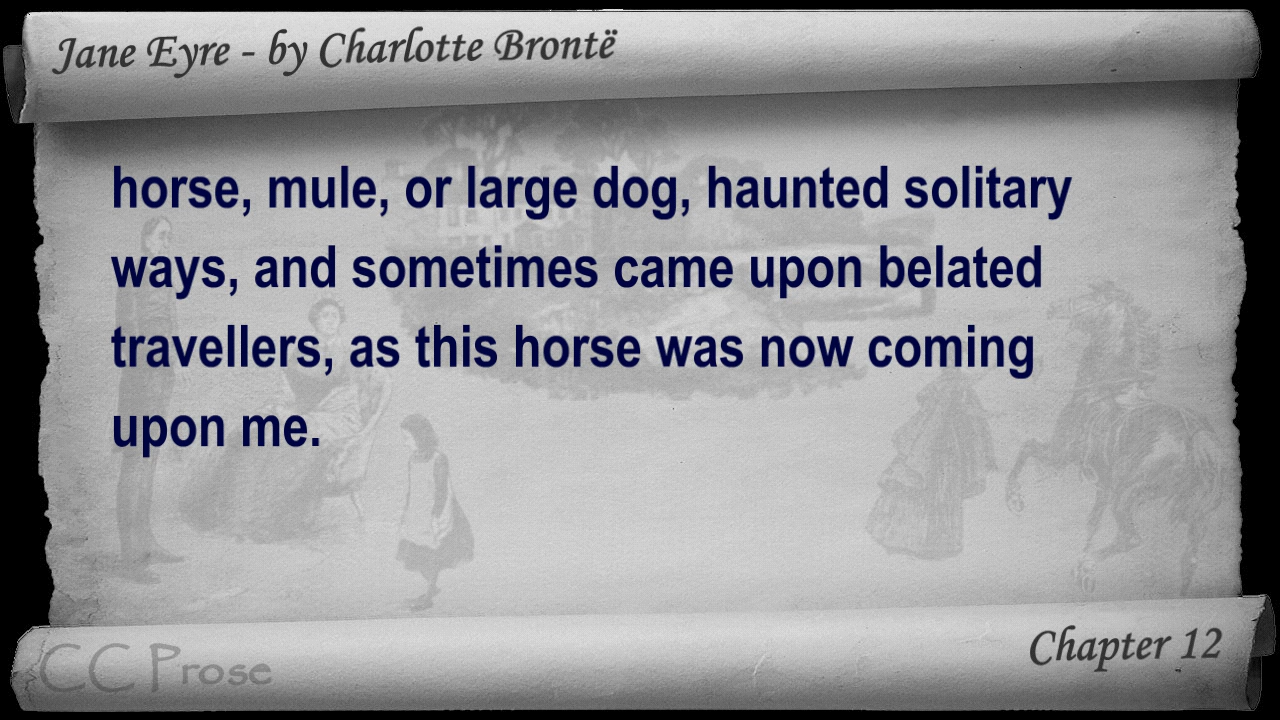 Jane Eyre - by Charlotte Brontë
horse, mule, or large dog, haunted solitary
ways, and sometimes came upon belated
travellers, as this horse was now coming
upon me.
CC Prose
Chapter 12